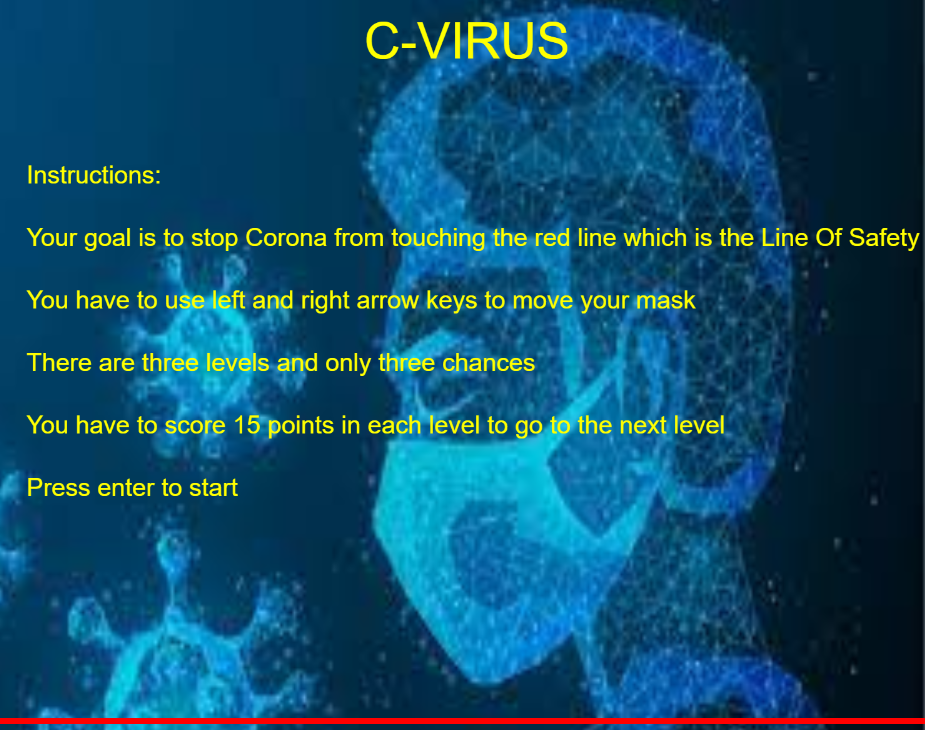 C-VIRUS
Instructions:
Your goal is to stop Corona from touching the red line which is the Line Of Safety
You have to use left and right arrow keys to move your mask
There are three levels and only three chances
You have to score 15 points in each level to go to the next level
Press enter to start